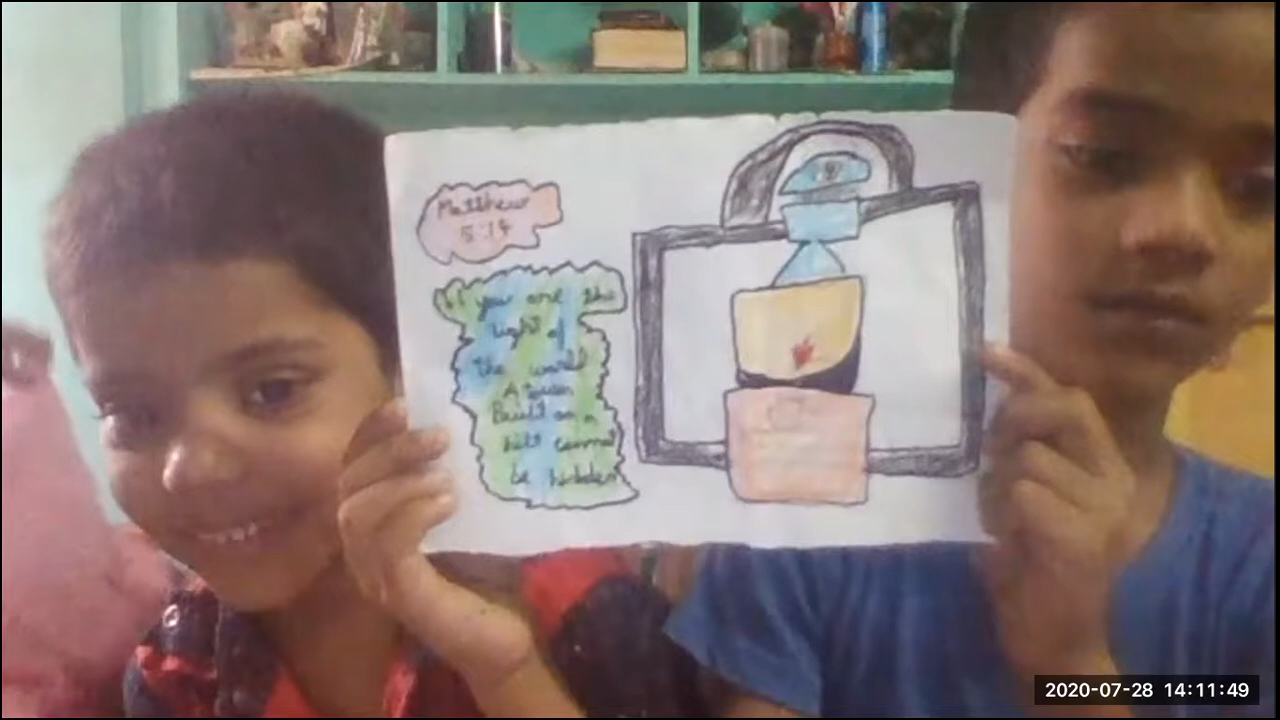 Matthew
5:14
you are the
light of
the world
A town
Built on a
hill cannot
be hidden
2020-07-28 14:11:49